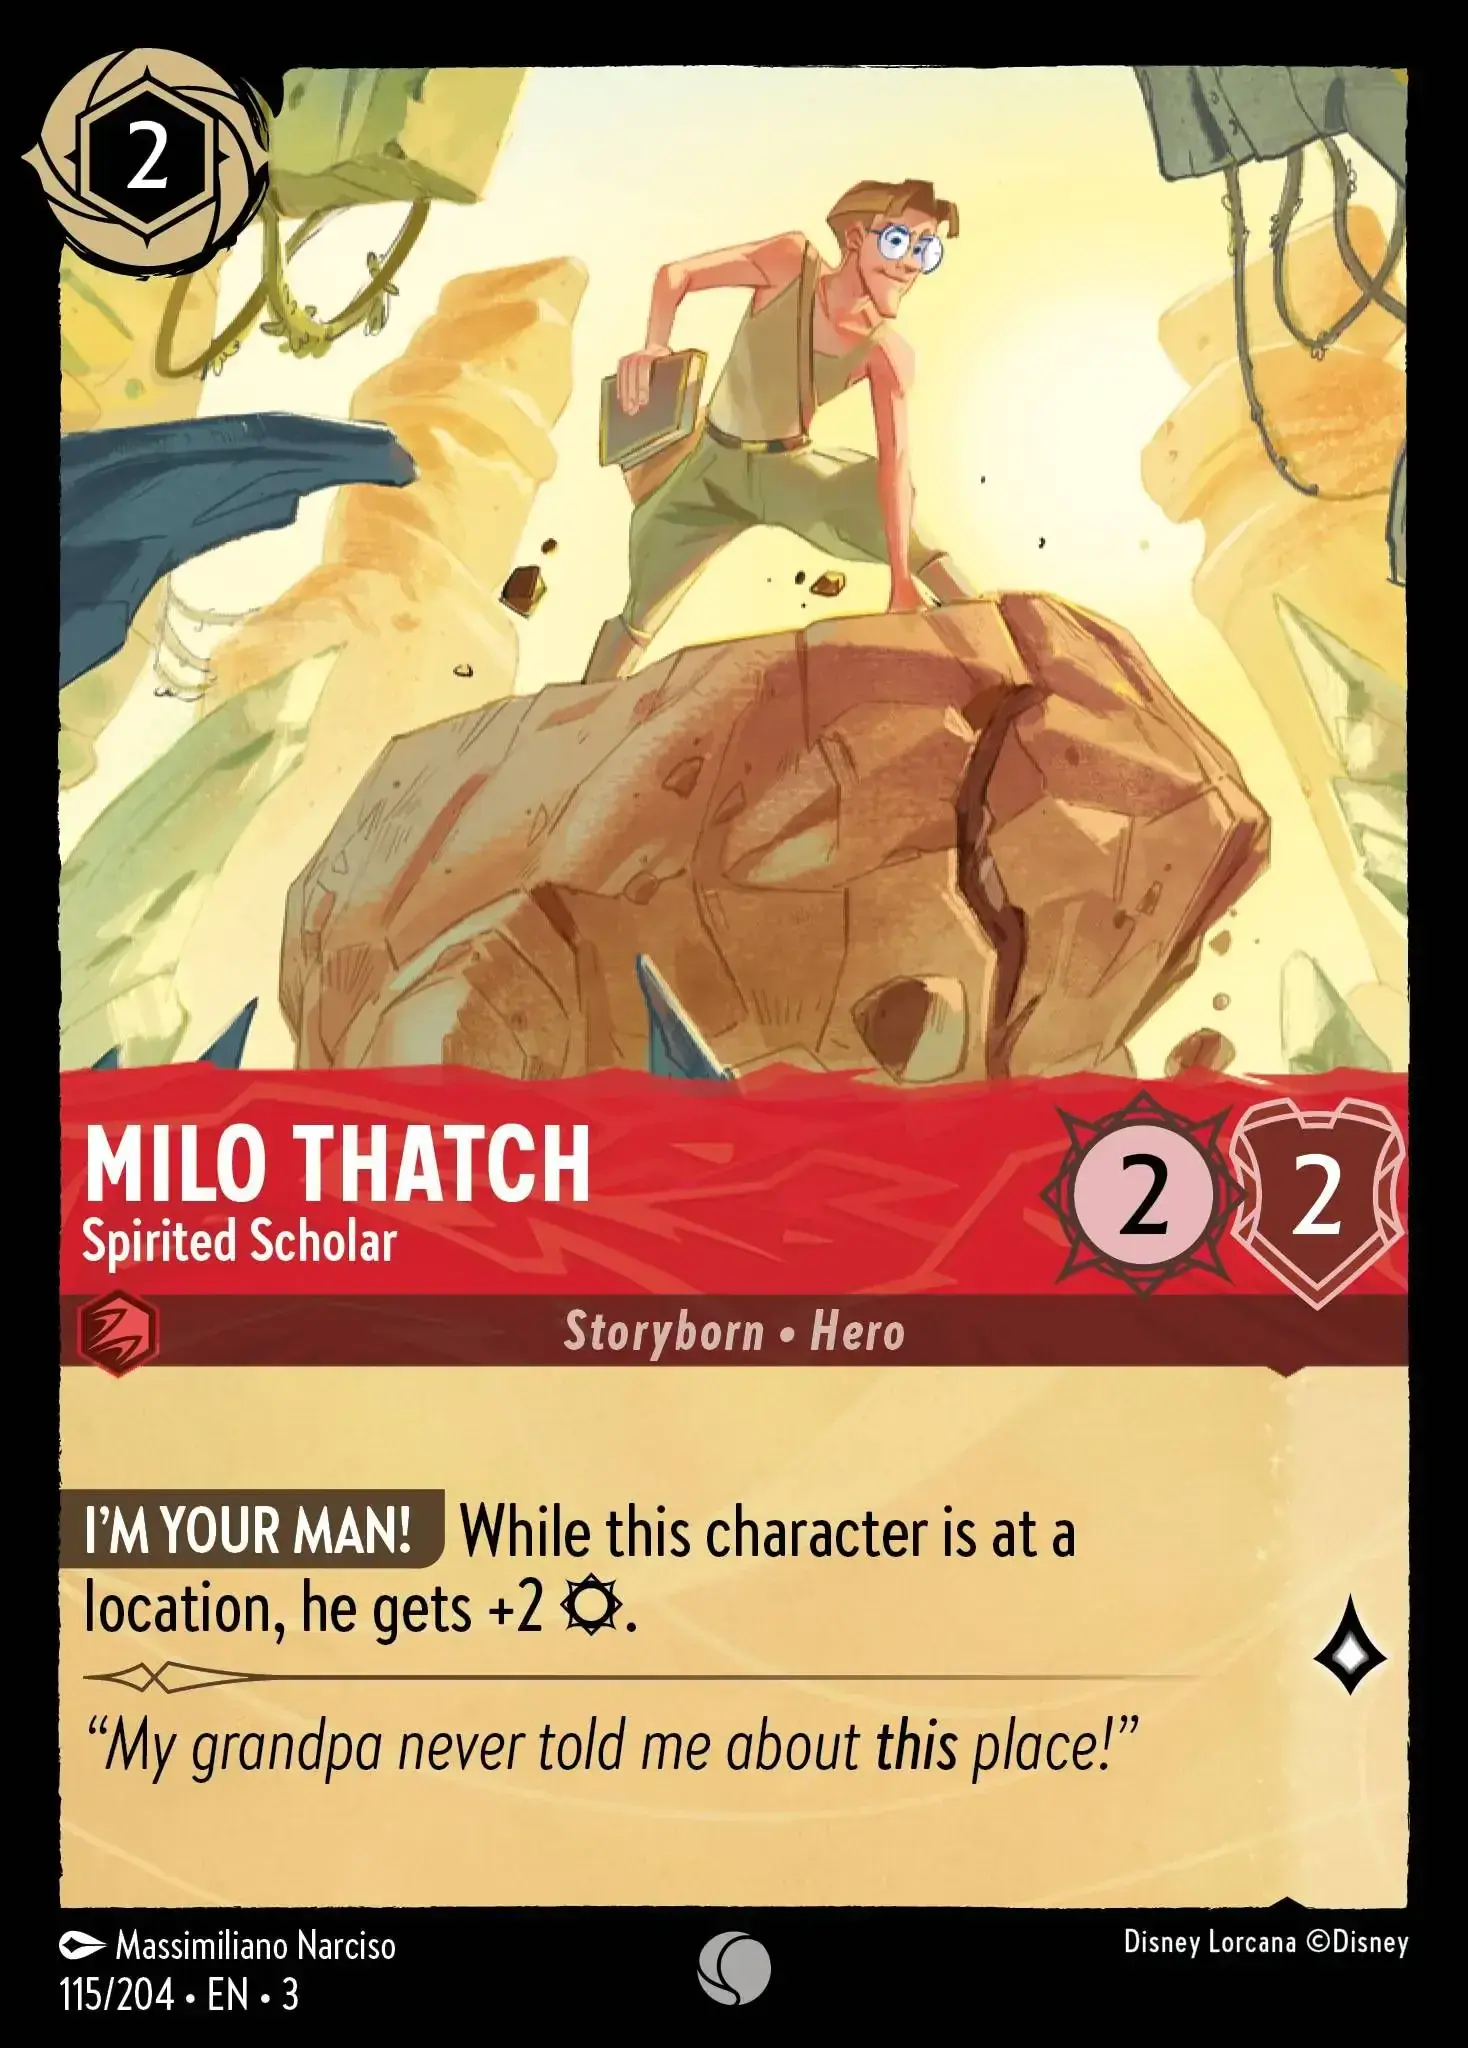 2
MILO THATCH
Spirited Scholar
2 2
Storyborn • Hero
I'M YOUR MAN! While this character is at a
location, he gets +2 .
“My grandpa never told me about this place!”
Massimiliano Narciso
Disney Lorcana ©Disney
115/204 • EN • 3